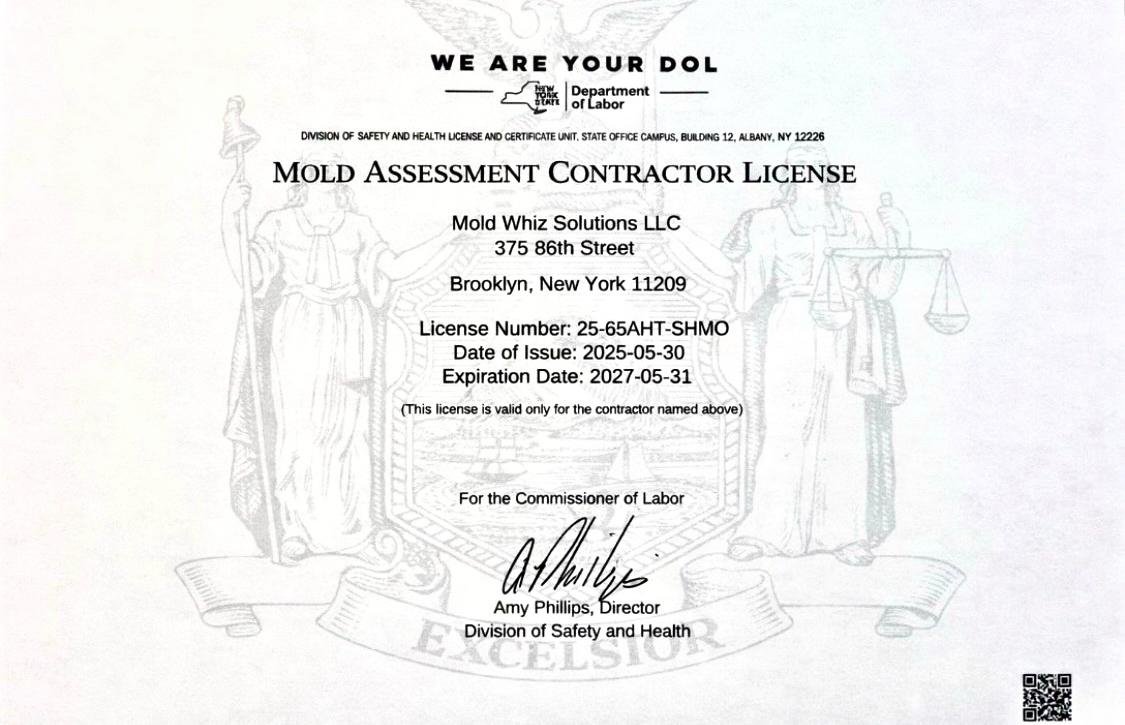 WE ARE YOUR DOL
NEW YORK STATE
Department of Labor
DIVISION OF SAFETY AND HEALTH LICENSE AND CERTIFICATE UNIT, STATE OFFICE CAMPUS, BUILDING 12, ALBANY, NY 12226
MOLD ASSESSMENT CONTRACTOR LICENSE
Mold Whiz Solutions LLC
375 86th Street
Brooklyn, New York 11209
License Number: 25-65AHT-SHMO
Date of Issue: 2025-05-30
Expiration Date: 2027-05-31
(This license is valid only for the contractor named above)
For the Commissioner of Labor
A Phillips
Amy Phillips, Director
Division of Safety and Health
EXCELSIOR